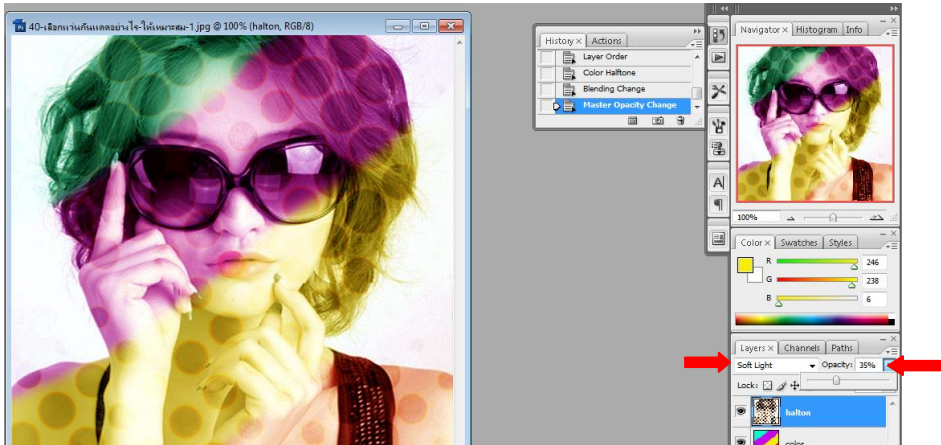 Ps 40-เลือกแว่นกันแดดอย่างไร-ให้เหมาะสม-1.jpg @ 100% (halton, RGB/8)
History × Actions
Layer Order
Color Halftone
Blending Change
Master Opacity Change
Navigator × Histogram Info
100%
Color × Swatches Styles
R 246
G 238
B 6
Layers × Channels Paths
Soft Light Opacity: 35%
Lock:
halton
color